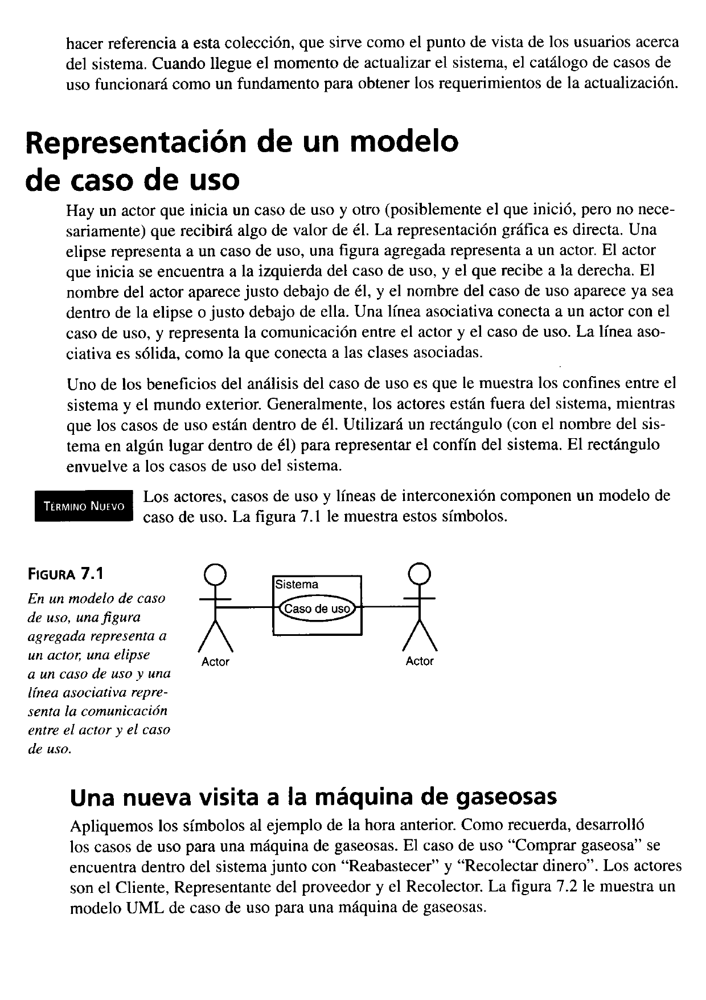 hacer referencia a esta colección, que sirve como el punto de vista de los usuarios acerca
del sistema. Cuando llegue el momento de actualizar el sistema, el catálogo de casos de
uso funcionará como un fundamento para obtener los requerimientos de la actualización.
Representación de un modelo
de caso de uso
Hay un actor que inicia un caso de uso y otro (posiblemente el que inició, pero no nece-
sariamente) que recibirá algo de valor de él. La representación gráfica es directa. Una
elipse representa a un caso de uso, una figura agregada representa a un actor. El actor
que inicia se encuentra a la izquierda del caso de uso, y el que recibe a la derecha. El
nombre del actor aparece justo debajo de él, y el nombre del caso de uso aparece ya sea
dentro de la elipse o justo debajo de ella. Una línea asociativa conecta a un actor con el
caso de uso, y representa la comunicación entre el actor y el caso de uso. La línea aso-
ciativa es sólida, como la que conecta a las clases asociadas.
Uno de los beneficios del análisis del caso de uso es que le muestra los confines entre el
sistema y el mundo exterior. Generalmente, los actores están fuera del sistema, mientras
que los casos de uso están dentro de él. Utilizará un rectángulo (con el nombre del sis-
tema en algún lugar dentro de él) para representar el confín del sistema. El rectángulo
envuelve a los casos de uso del sistema.
TÉRMINO NUEVO
Los actores, casos de uso y líneas de interconexión componen un modelo de
caso de uso. La figura 7.1 le muestra estos símbolos.
FIGURA 7.1
En un modelo de caso
de uso, una figura
agregada representa a
un actor, una elipse
a un caso de uso y una
línea asociativa repre-
senta la comunicación
entre el actor y el caso
de uso.
Sistema
Caso de uso
Actor
Actor
Una nueva visita a la máquina de gaseosas
Apliquemos los símbolos al ejemplo de la hora anterior. Como recuerda, desarrolló
los casos de uso para una máquina de gaseosas. El caso de uso “Comprar gaseosa” se
encuentra dentro del sistema junto con “Reabastecer” y “Recolectar dinero”. Los actores
son el Cliente, Representante del proveedor y el Recolector. La figura 7.2 le muestra un
modelo UML de caso de uso para una máquina de gaseosas.